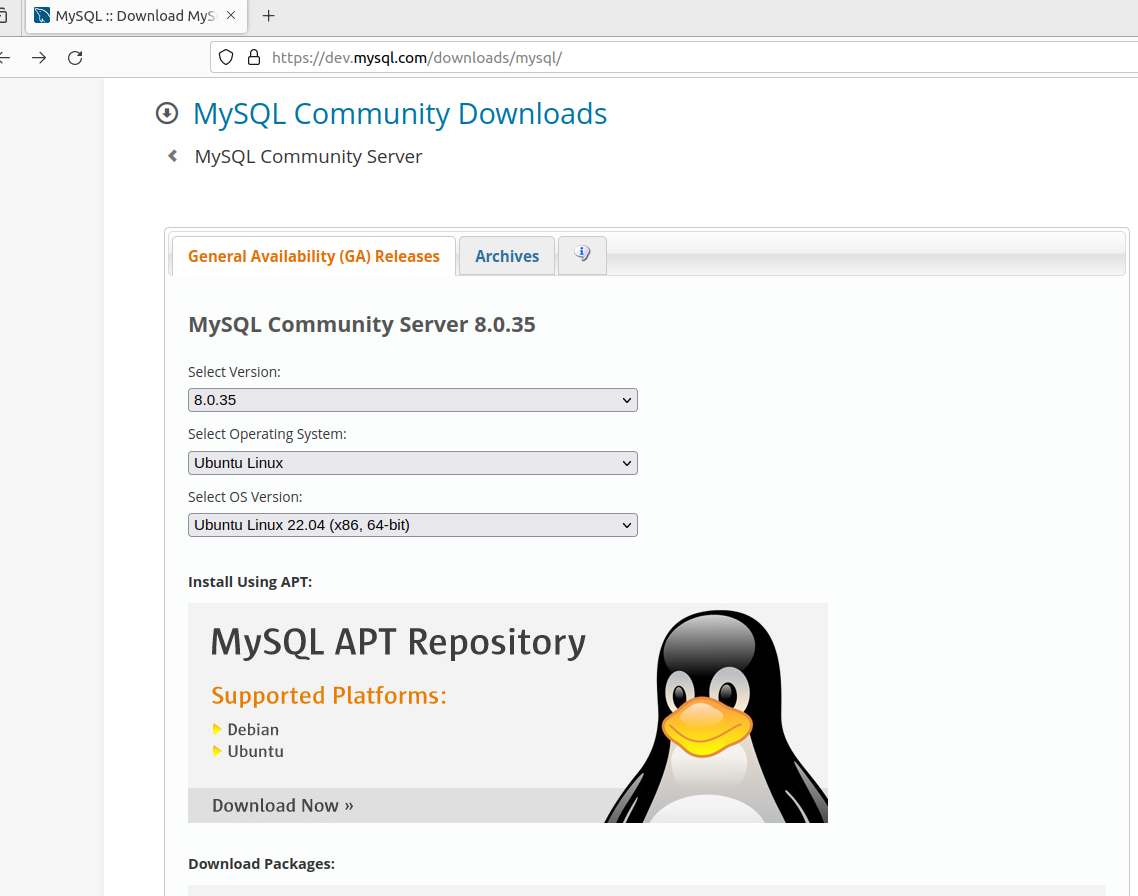 MySQL :: Download MyS
https://dev.mysql.com/downloads/mysql/
MySQL Community Downloads
MySQL Community Server
General Availability (GA) Releases
Archives
MySQL Community Server 8.0.35
Select Version:
8.0.35
Select Operating System:
Ubuntu Linux
Select OS Version:
Ubuntu Linux 22.04 (x86, 64-bit)
Install Using APT:
MySQL APT Repository
Supported Platforms:
Debian
Ubuntu
Download Now »
Download Packages: